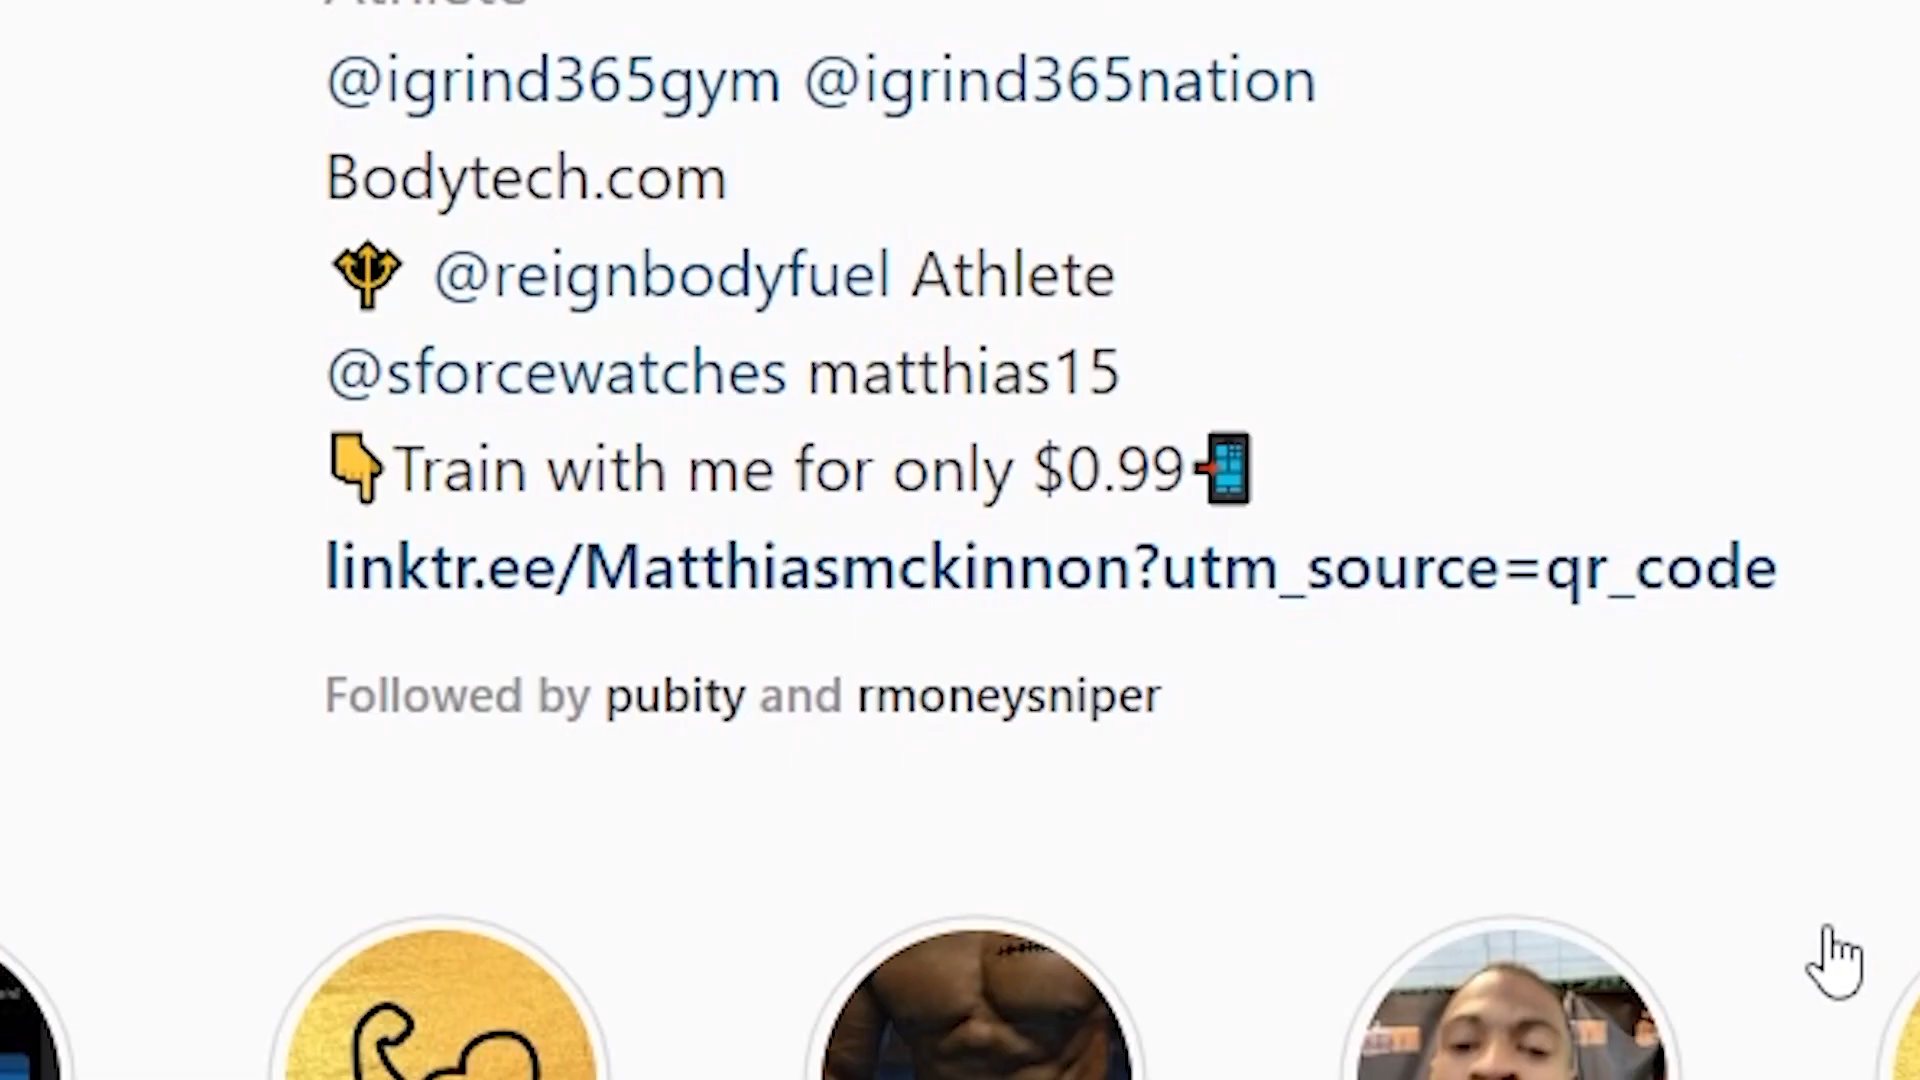 Athlete
@igrind365gym @igrind365nation
Bodytech.com
🔱 @reignbodyfuel Athlete
@sforcewatches matthias15
👇Train with me for only $0.99📲
linktr.ee/Matthiasmckinnon?utm_source=qr_code
Followed by pubity and rmoneysniper